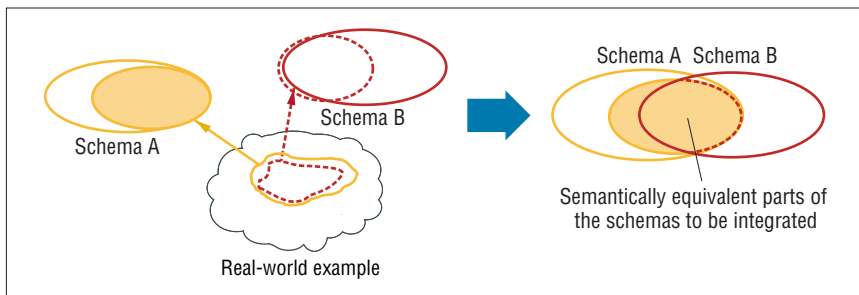 Schema A
Schema B
Real-world example
Schema A Schema B
Semantically equivalent parts of
the schemas to be integrated